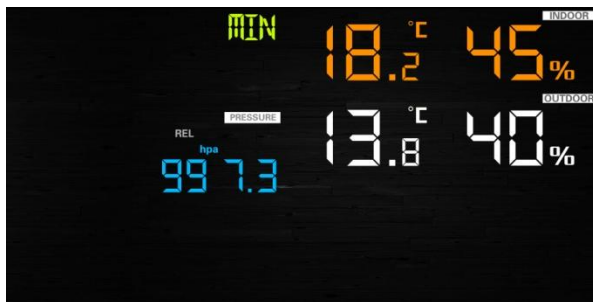 MIN
INDOOR
18.2 °C 45%
OUTDOOR
13.8 °C 40%
PRESSURE
REL
hpa
997.3